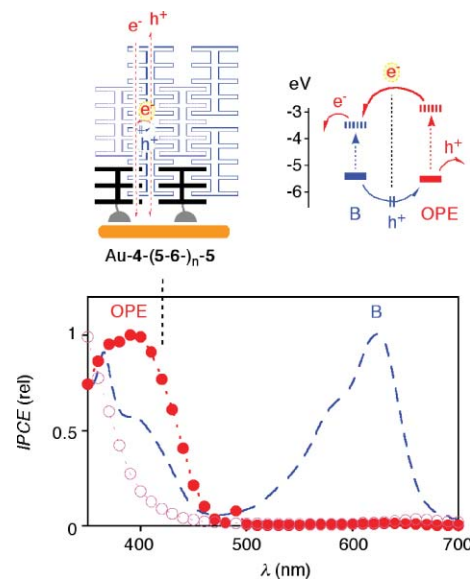 e⁻ h⁺
e⁻
h⁺
Au-4-(5-6-)ₙ-5
eV
-3
-4
-5
-6
e⁻
e⁻
h⁺
B
OPE
h⁺
OPE
B
IPCE (rel)
1
0.5
0
400
500
600
700
λ (nm)